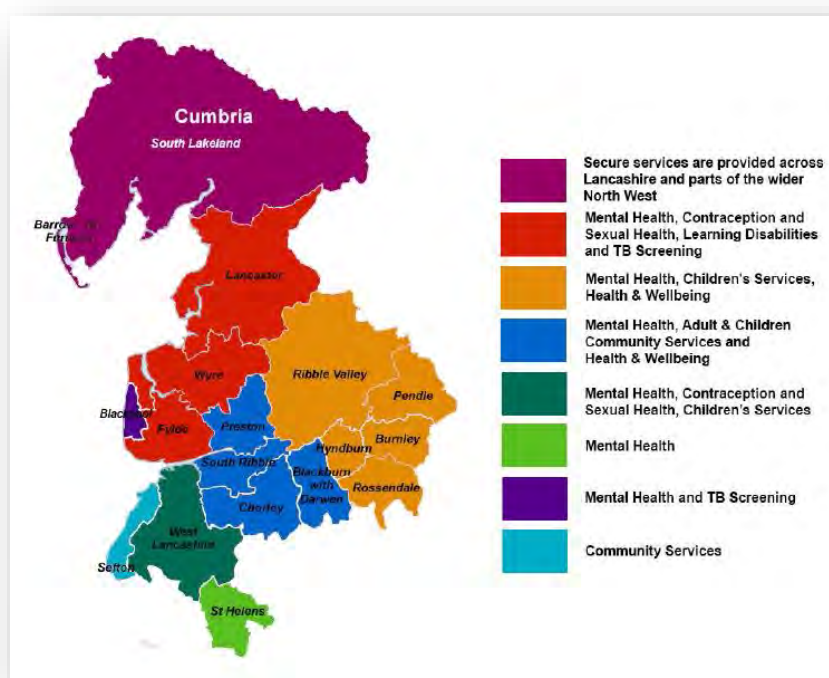 Cumbria
South Lakeland
Barrow-in-
Furness
Lancaster
Wyre
Ribble Valley
Pendle
Blackpool
Fylde
Preston
Hyndburn
Burnley
South Ribble
Blackburn
with
Darwen
Rossendale
Chorley
West
Lancashire
Sefton
St Helens
Secure services are provided across
Lancashire and parts of the wider
North West
Mental Health, Contraception and
Sexual Health, Learning Disabilities
and TB Screening
Mental Health, Children's Services,
Health & Wellbeing
Mental Health, Adult & Children
Community Services and
Health & Wellbeing
Mental Health, Contraception and
Sexual Health, Children's Services
Mental Health
Mental Health and TB Screening
Community Services